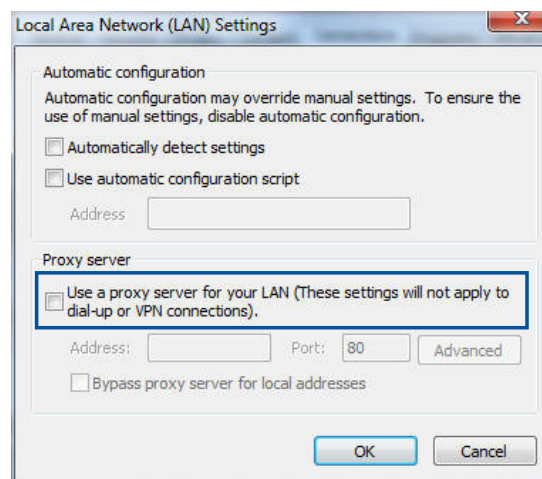 Local Area Network (LAN) Settings
Automatic configuration
Automatic configuration may override manual settings. To ensure the
use of manual settings, disable automatic configuration.
Automatically detect settings
Use automatic configuration script
Address
Proxy server
Use a proxy server for your LAN (These settings will not apply to
dial-up or VPN connections).
Address: Port: 80 Advanced
Bypass proxy server for local addresses
OK Cancel